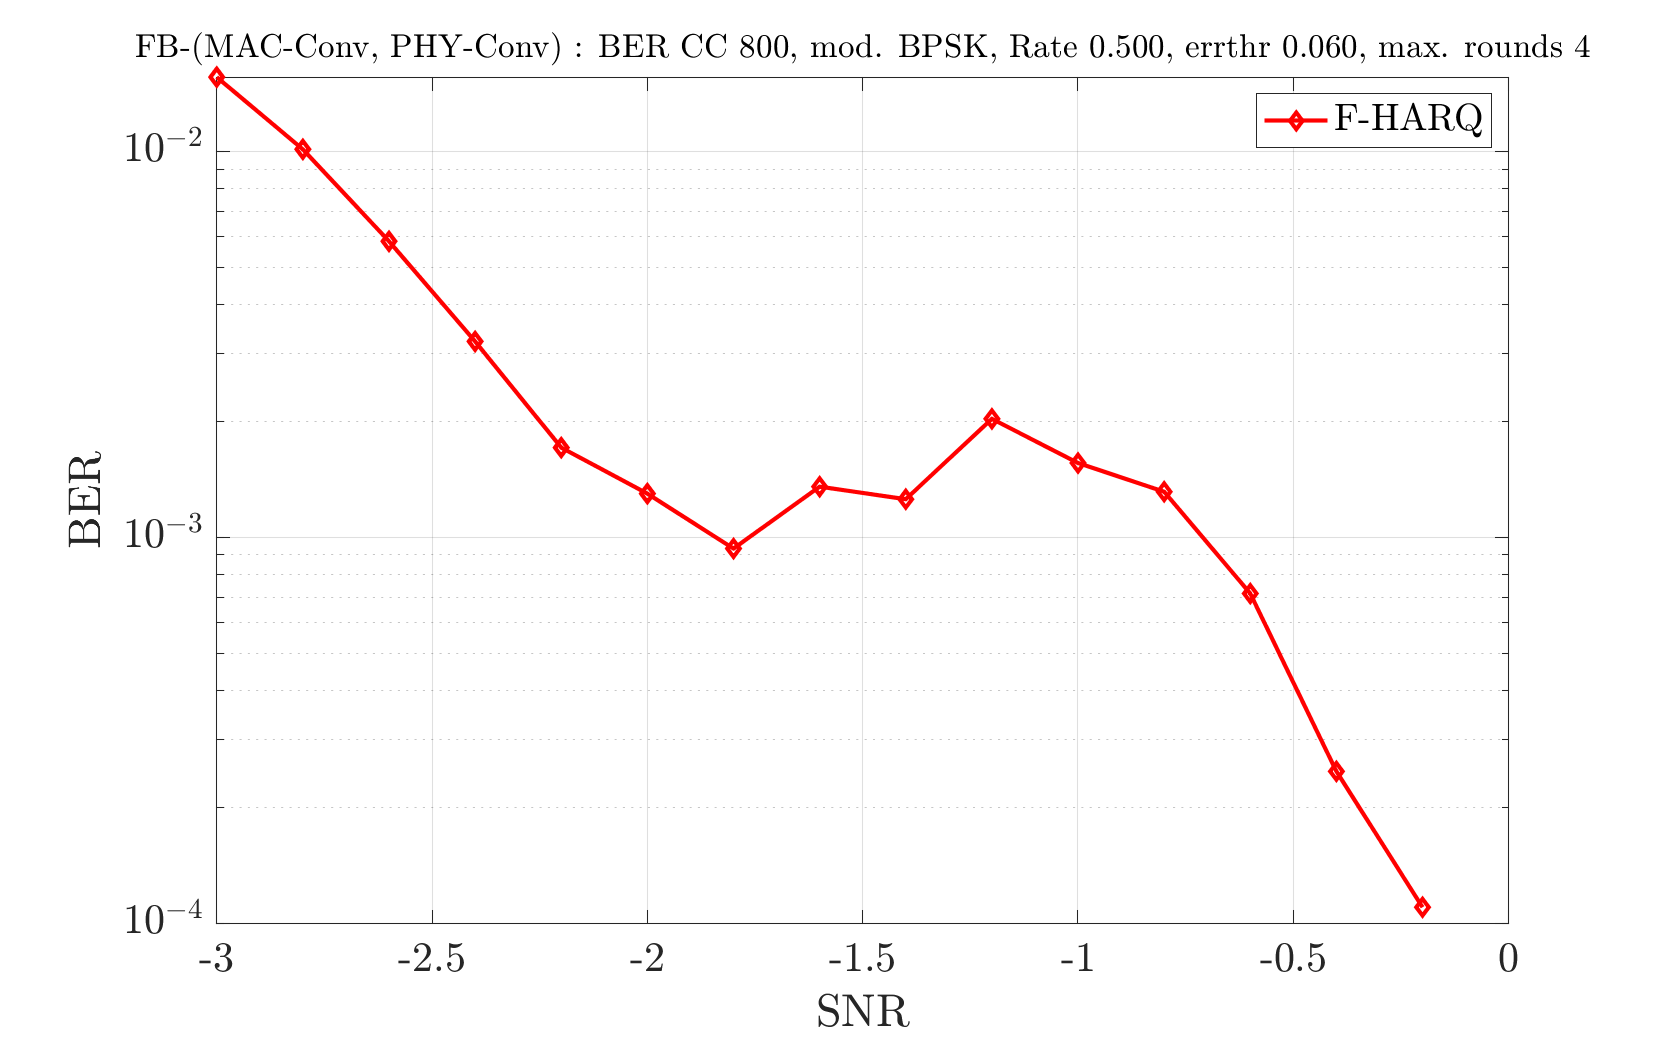 FB-(MAC-Conv, PHY-Conv) : BER CC 800, mod. BPSK, Rate 0.500, errthr 0.060, max. rounds 4
F-HARQ
10⁻²
10⁻³
10⁻⁴
BER
-3 -2.5 -2 -1.5 -1 -0.5 0
SNR